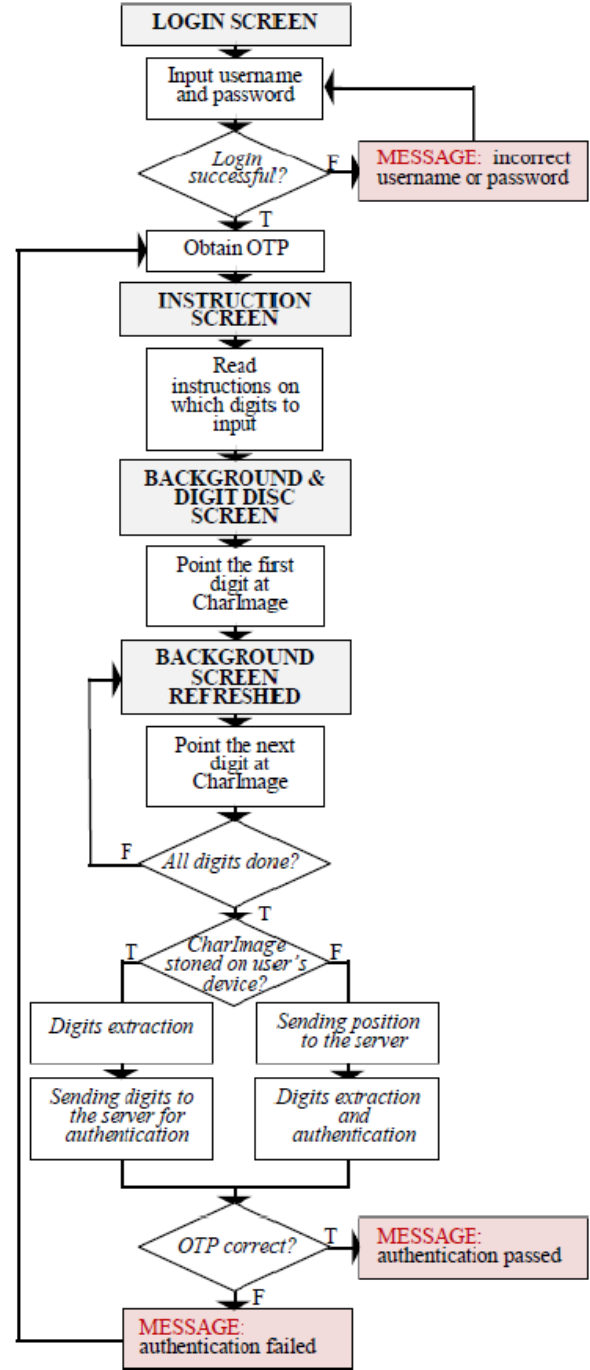 LOGIN SCREEN
Input username
and password
Login
successful?
F
MESSAGE: incorrect
username or password
T
Obtain OTP
INSTRUCTION
SCREEN
Read
instructions on
which digits to
input
BACKGROUND &
DIGIT DISC
SCREEN
Point the first
digit at
CharImage
BACKGROUND
SCREEN
REFRESHED
Point the next
digit at
CharImage
F
All digits done?
T
T
CharImage
stoned on user's
device?
F
Digits extraction
Sending position
to the server
Sending digits to
the server for
authentication
Digits extraction
and
authentication
OTP correct?
T
MESSAGE:
authentication passed
F
MESSAGE:
authentication failed